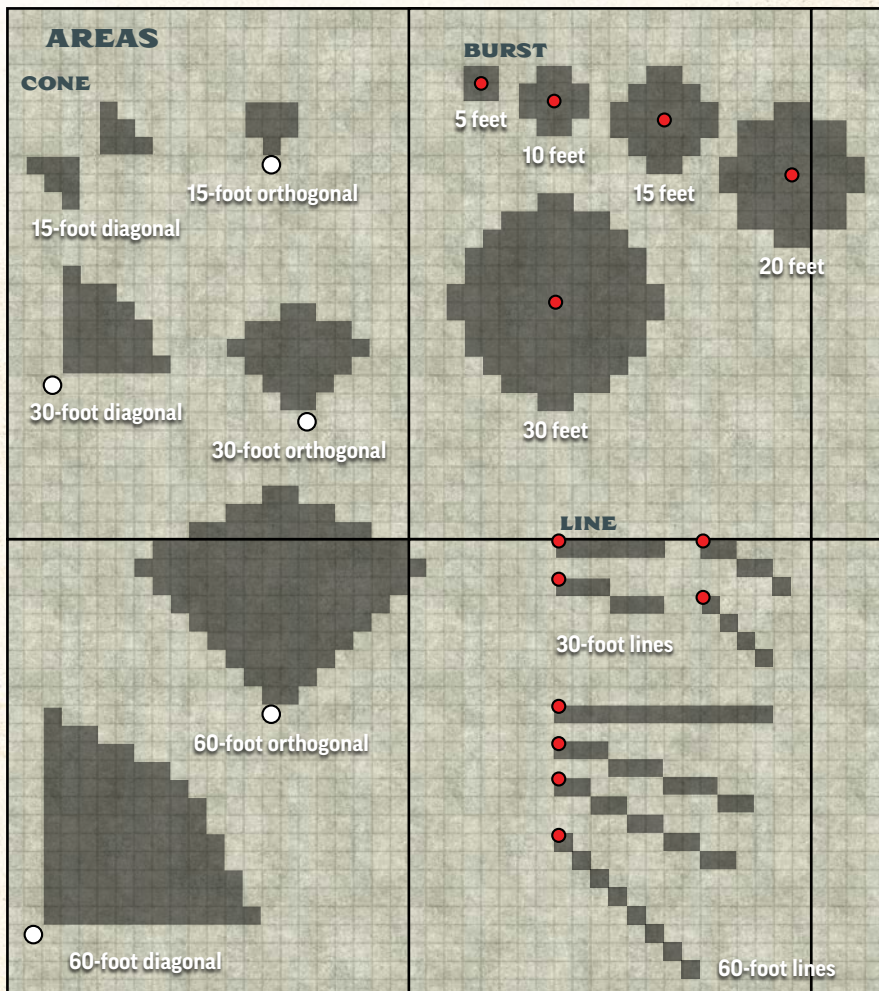 AREAS
CONE
15-foot diagonal
15-foot orthogonal
30-foot diagonal
30-foot orthogonal
60-foot orthogonal
60-foot diagonal
BURST
5 feet
10 feet
15 feet
20 feet
30 feet
LINE
30-foot lines
60-foot lines